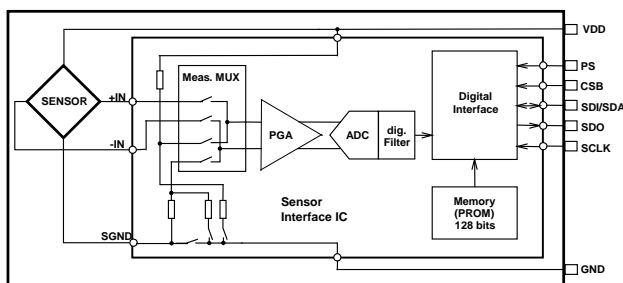 VDD
PS
CSB
SDI/SDA
SDO
SCLK
GND
SENSOR
+IN
-IN
SGND
Meas. MUX
PGA
ADC
dig.
Filter
Digital
Interface
Memory
(PROM)
128 bits
Sensor
Interface IC